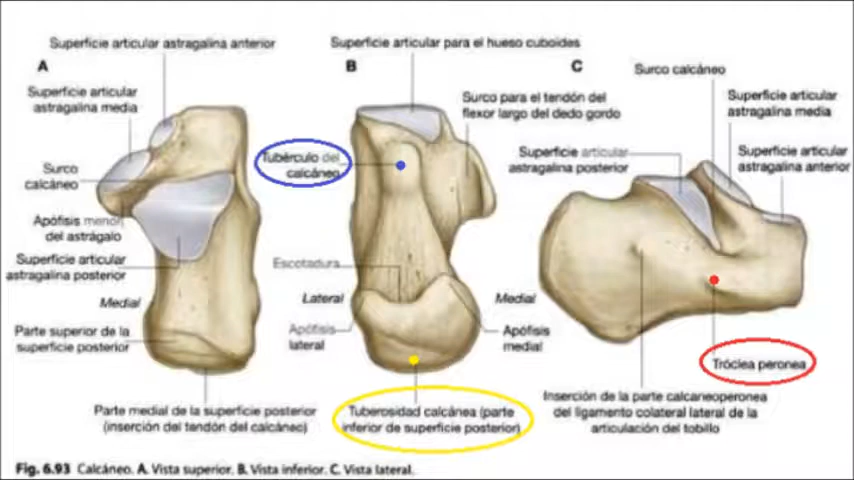 Superficie articular astragalina anterior
A
Superficie articular
astragalina media
Surco
calcáneo
Apófisis menor
del astrágalo
Superficie articular
astragalina posterior
Medial
Parte superior de la
superficie posterior
Parte medial de la superficie posterior
(inserción del tendón del calcáneo)
Superficie articular para el hueso cuboides
B
Surco para el tendón del
flexor largo del dedo gordo
Tubérculo del
calcáneo
Escotadura
Lateral
Medial
Apófisis
lateral
Apófisis
medial
Tuberosidad calcánea (parte
inferior de superficie posterior)
C
Surco calcáneo
Superficie articular
astragalina media
Superficie articular
astragalina posterior
Superficie articular
astragalina anterior
Tróclea peronea
Inserción de la parte calcaneoperonea
del ligamento colateral lateral de la
articulación del tobillo
Fig. 6.93 Calcáneo. A. Vista superior. B. Vista inferior. C. Vista lateral.